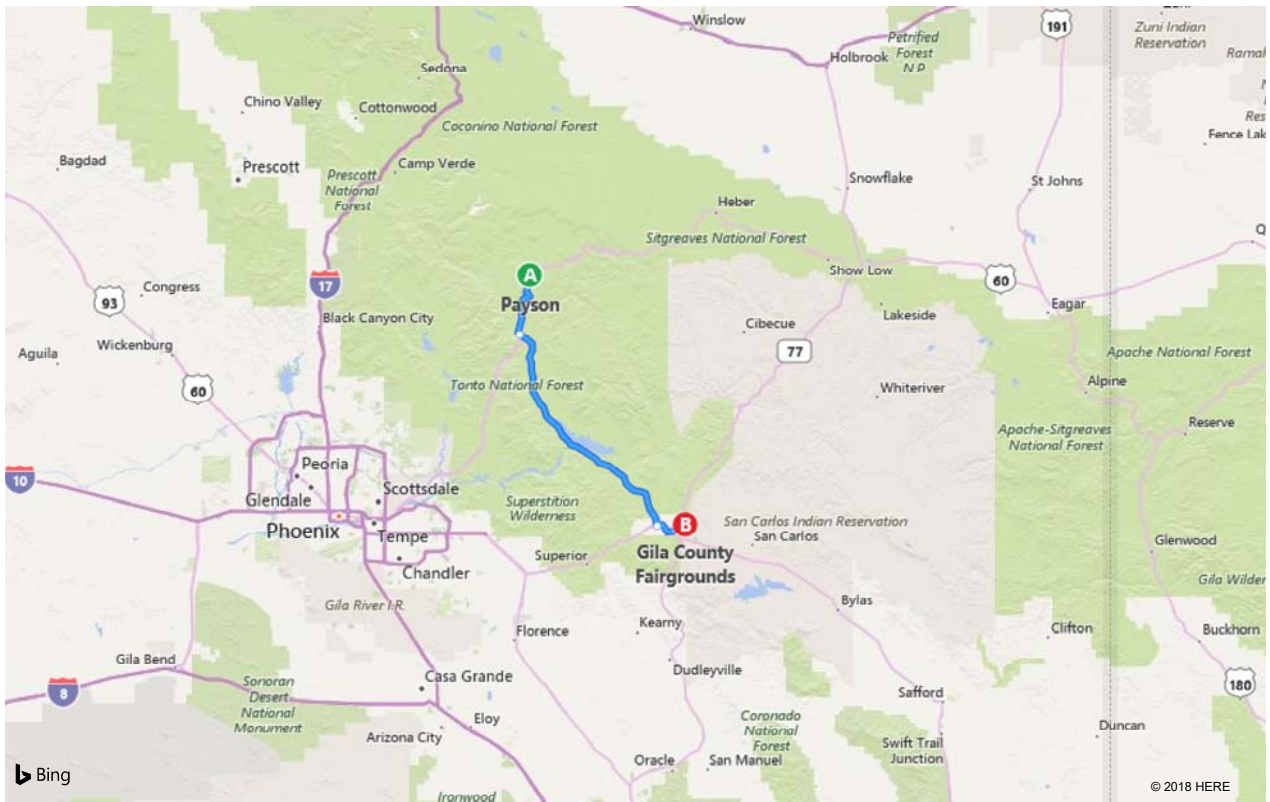 Winslow
191
Zuni Indian
Reservation
Petrified
Forest
N.P.
Holbrook
Sedona
Chino Valley
Cottonwood
Coconino National Forest
Fence Lak
Bagdad
Prescott
Camp Verde
Prescott
National
Forest
Snowflake
St Johns
Heber
Sitgreaves National Forest
Show Low
60
A
Payson
17
93
Congress
Black Canyon City
Lakeside
Eagar
Cibecue
77
Aguila
Wickenburg
60
Apache National Forest
Alpine
Whiteriver
Tonto National Forest
Reserve
Apache-Sitgreaves
National Forest
10
Peoria
Glendale
Scottsdale
Superstition
Wilderness
Phoenix
Tempe
Chandler
B
Gila County
Fairgrounds
San Carlos Indian Reservation
San Carlos
Superior
Glenwood
Gila Wilder
Gila River I.R.
Bylas
Florence
Kearny
Clifton
Buckhorn
Gila Bend
Dudleyville
8
Casa Grande
Sonoran
Desert
National
Monument
Safford
180
Eloy
Arizona City
Coronado
National
Forest
Duncan
Swift Trail
Junction
Oracle
San Manuel
Bing
Ironwood
© 2018 HERE